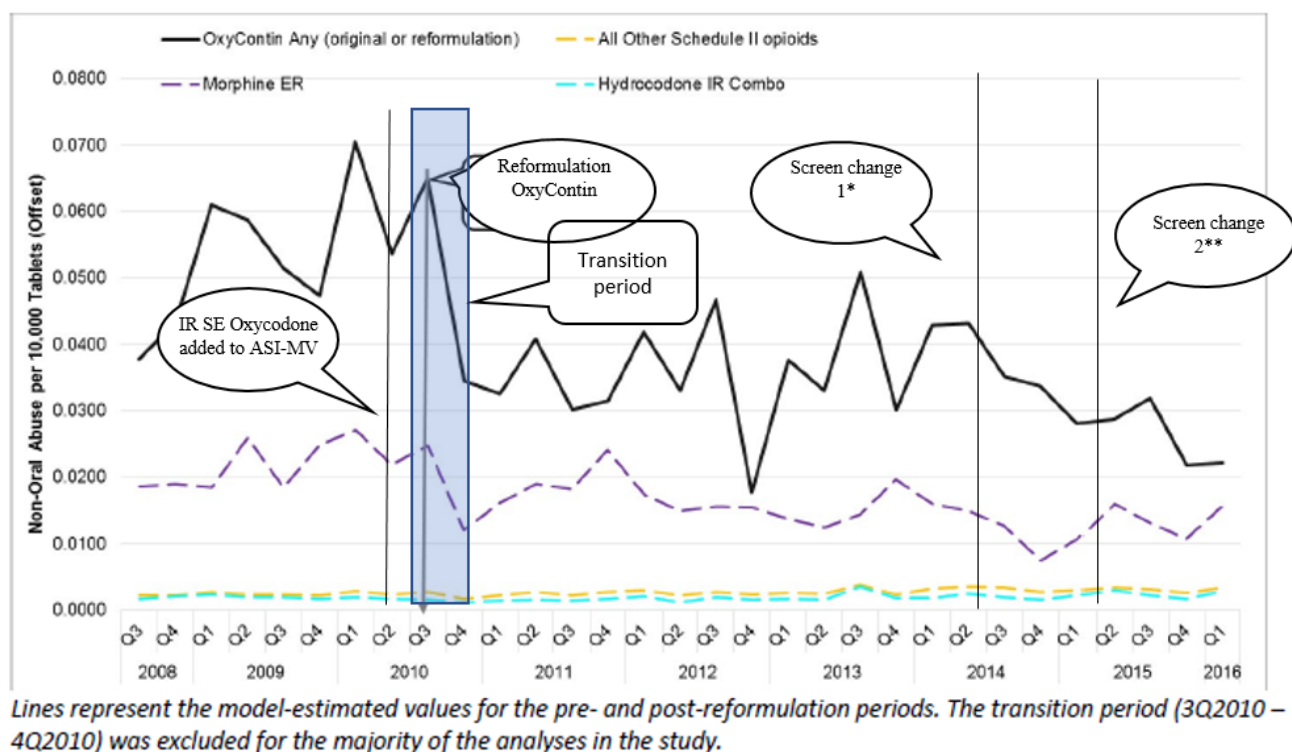 OxyContin Any (original or reformulation)
All Other Schedule II opioids
Morphine ER
Hydrocodone IR Combo
Non-Oral Abuse per 10,000 Tablets (Offset)
0.0800
0.0700
0.0600
0.0500
0.0400
0.0300
0.0200
0.0100
0.0000
IR SE Oxycodone
added to ASI-MV
Reformulation
OxyContin
Transition
period
Screen change
1*
Screen change
2**
Q3 Q4 Q1 Q2 Q3 Q4 Q1 Q2 Q3 Q4 Q1 Q2 Q3 Q4 Q1 Q2 Q3 Q4 Q1 Q2 Q3 Q4 Q1 Q2 Q3 Q4 Q1 Q2 Q3 Q4 Q1
2008 2009 2010 2011 2012 2013 2014 2015 2016
Lines represent the model-estimated values for the pre- and post-reformulation periods. The transition period (3Q2010 –
4Q2010) was excluded for the majority of the analyses in the study.